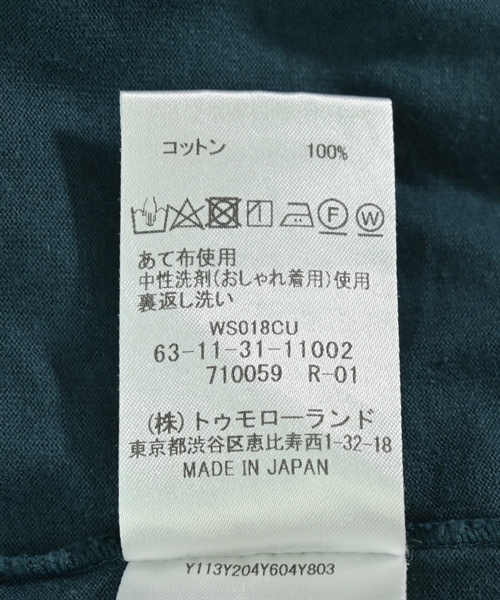 コットン 100%
F W
あて布使用
中性洗剤(おしゃれ着用)使用
裏返し洗い
WS018CU
63-11-31-11002
710059 R-01
(株)トゥモローランド
東京都渋谷区恵比寿西1-32-18
MADE IN JAPAN
Y113Y204Y604Y803